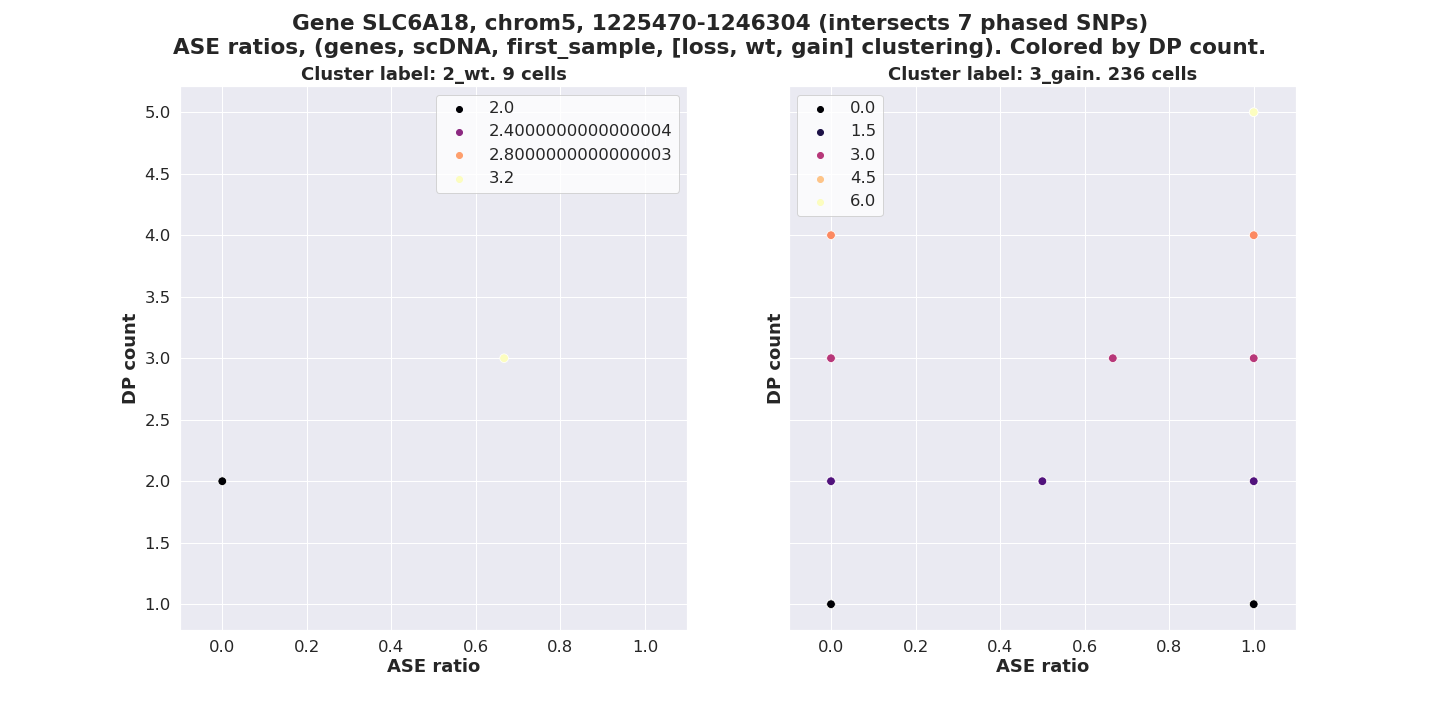 Gene SLC6A18, chrom5, 1225470-1246304 (intersects 7 phased SNPs)
ASE ratios, (genes, scDNA, first_sample, [loss, wt, gain] clustering). Colored by DP count.
Cluster label: 2_wt. 9 cells
2.0
2.4000000000000004
2.8000000000000003
3.2
5.0
4.5
4.0
3.5
3.0
2.5
2.0
1.5
1.0
DP count
0.0 0.2 0.4 0.6 0.8 1.0
ASE ratio
Cluster label: 3_gain. 236 cells
0.0
1.5
3.0
4.5
6.0
DP count
0.0 0.2 0.4 0.6 0.8 1.0
ASE ratio